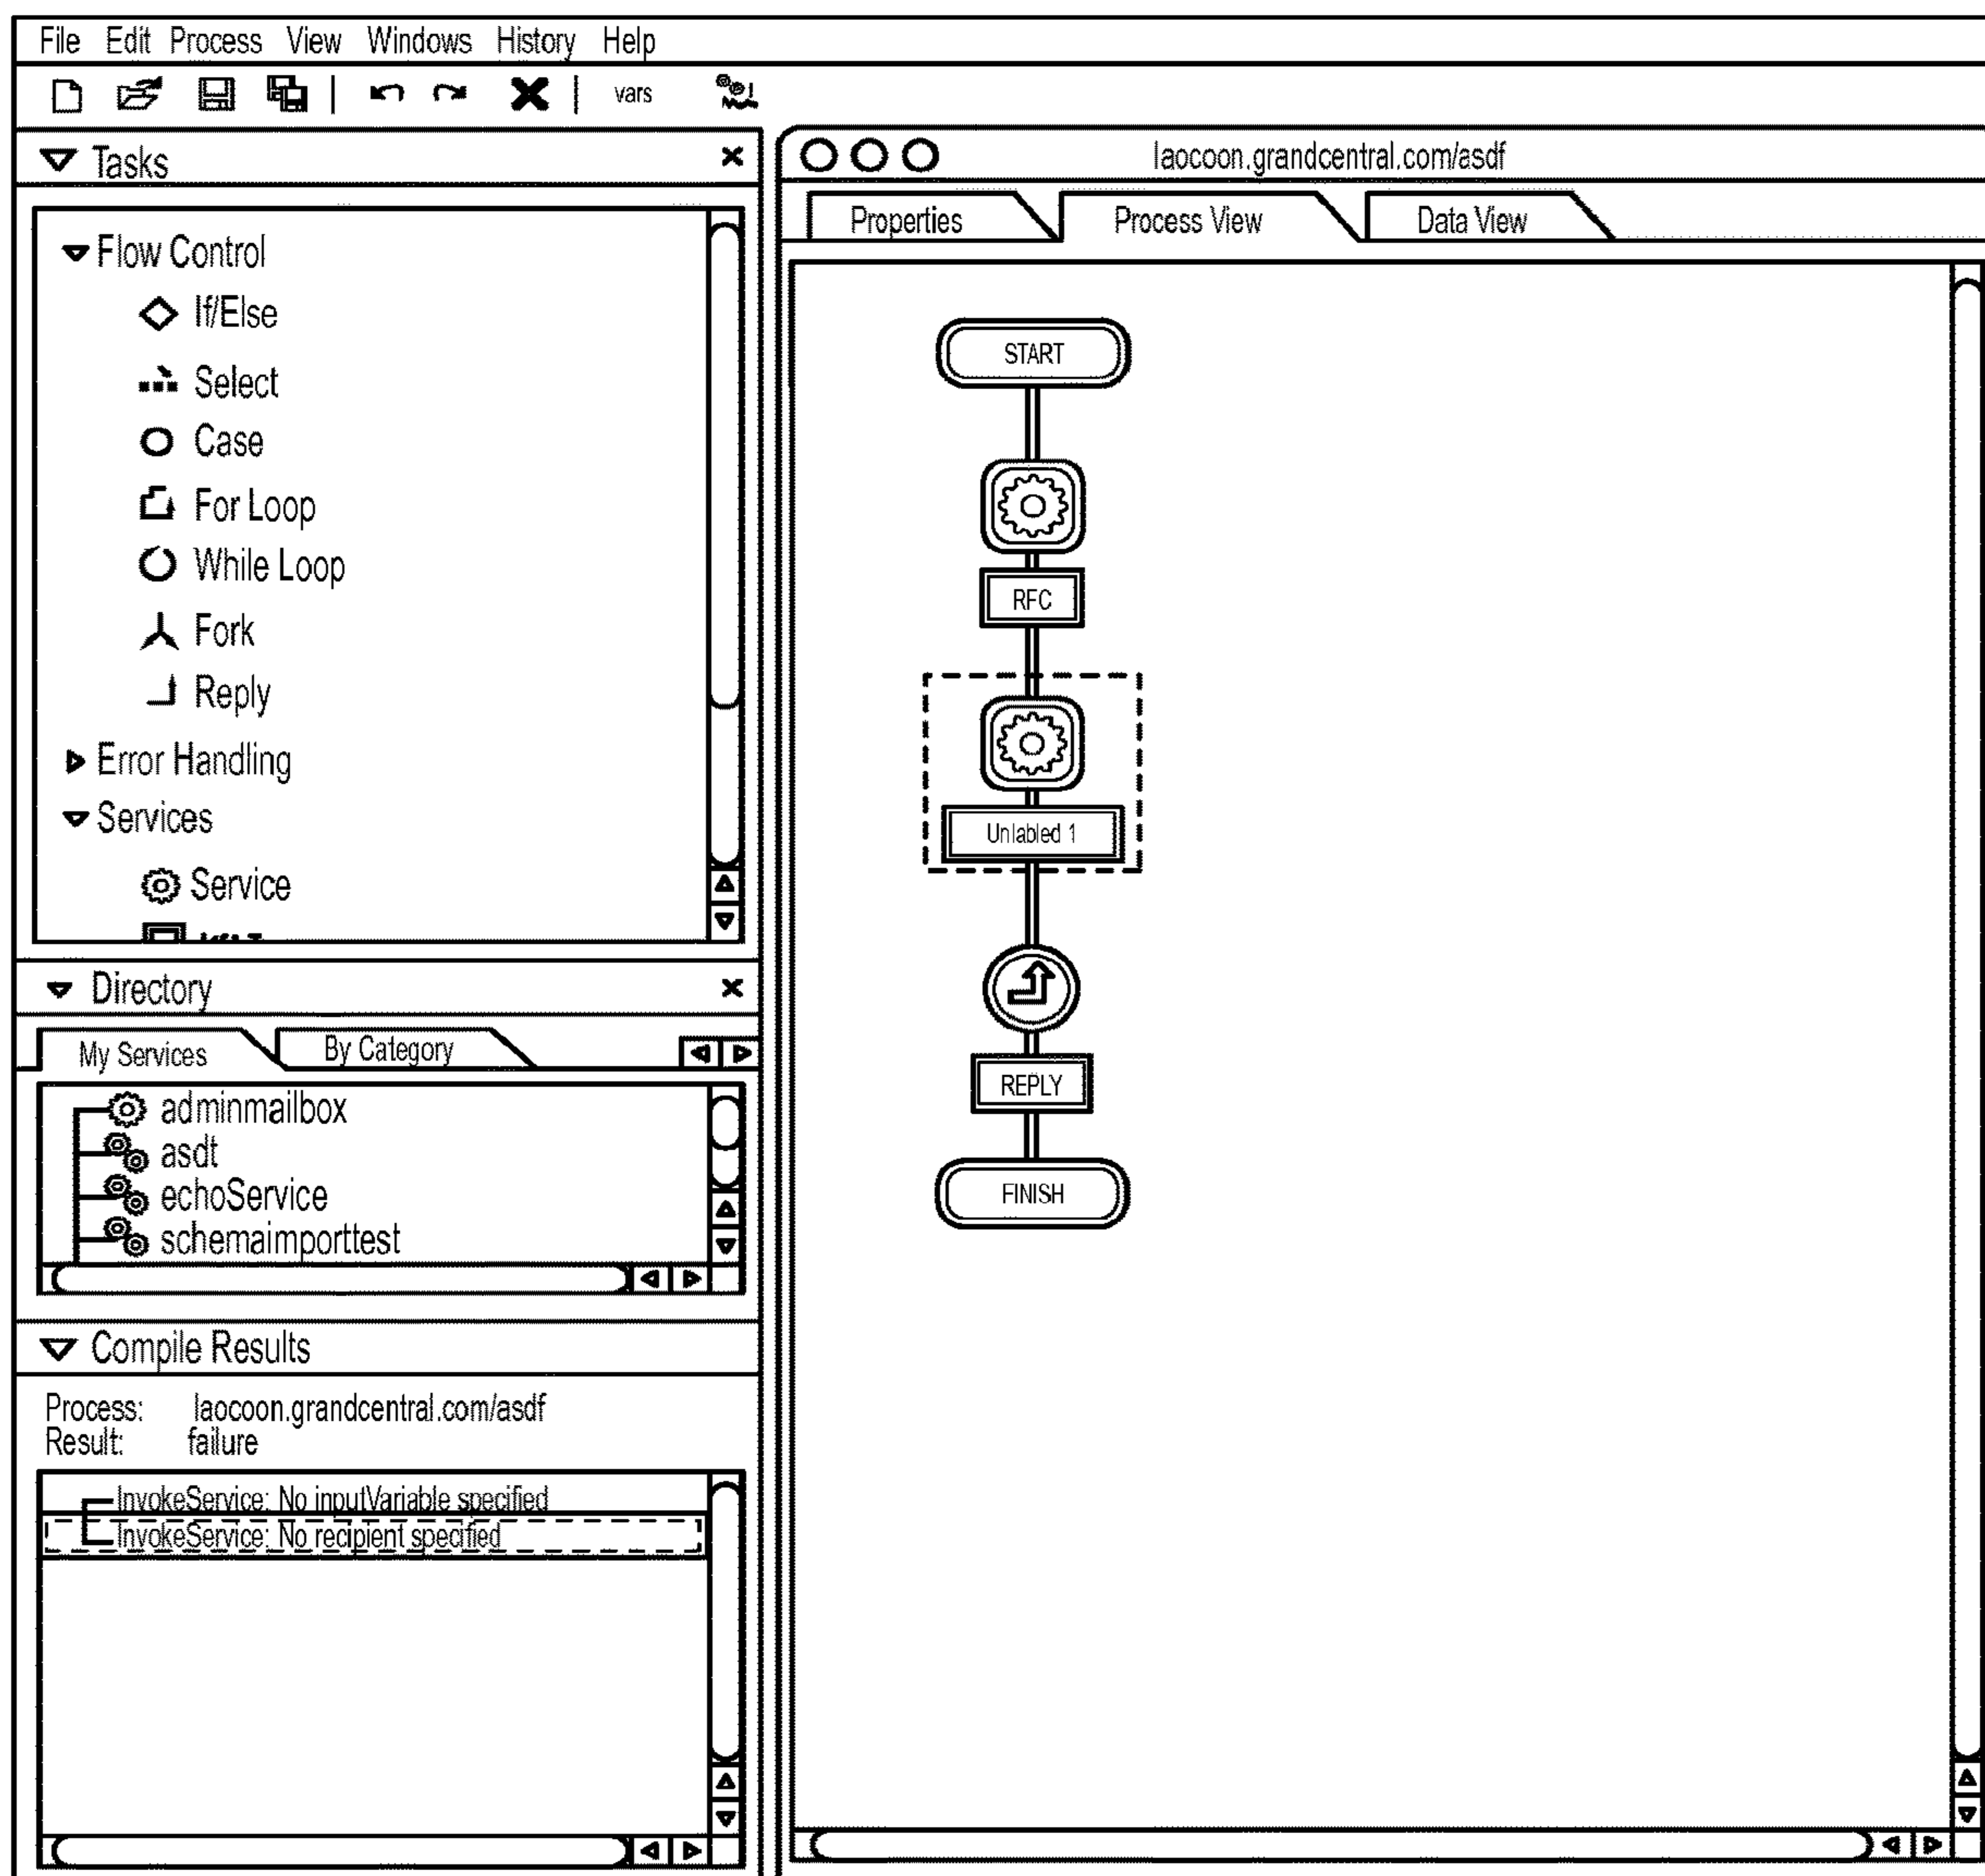 File Edit Process View Windows History Help
vars
Tasks
Flow Control
If/Else
Select
Case
For Loop
While Loop
Fork
Reply
Error Handling
Services
Service
Directory
My Services By Category
adminmailbox
asdt
echoService
schemaimporttest
Compile Results
Process: laocoon.grandcentral.com/asdf
Result: failure
InvokeService: No inputVariable specified
InvokeService: No recipient specified
laocoon.grandcentral.com/asdf
Properties Process View Data View
START
RFC
Unlabled 1
REPLY
FINISH